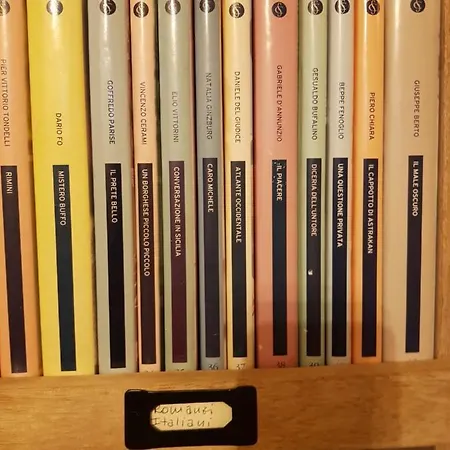 PIER VITTORIO TONDELLI
RIMINI
DARIO FO
MISTERO BUFFO
GOFFREDO PARISE
IL PRETE BELLO
VINCENZO CERAMI
UN BORGHESE PICCOLO PICCOLO
ELIO VITTORINI
CONVERSAZIONE IN SICILIA
NATALIA GINZBURG
CARO MICHELE
36
DANIELE DEL GIUDICE
ATLANTE OCCIDENTALE
37
GABRIELE D'ANNUNZIO
IL PIACERE
38
GESUALDO BUFALINO
DICERIA DELL'UNTORE
BEPPE FENOGLIO
UNA QUESTIONE PRIVATA
PIERO CHIARA
IL CAPPOTTO DI ASTRAKAN
GIUSEPPE BERTO
IL MALE OSCURO
Romanzi
Italiani